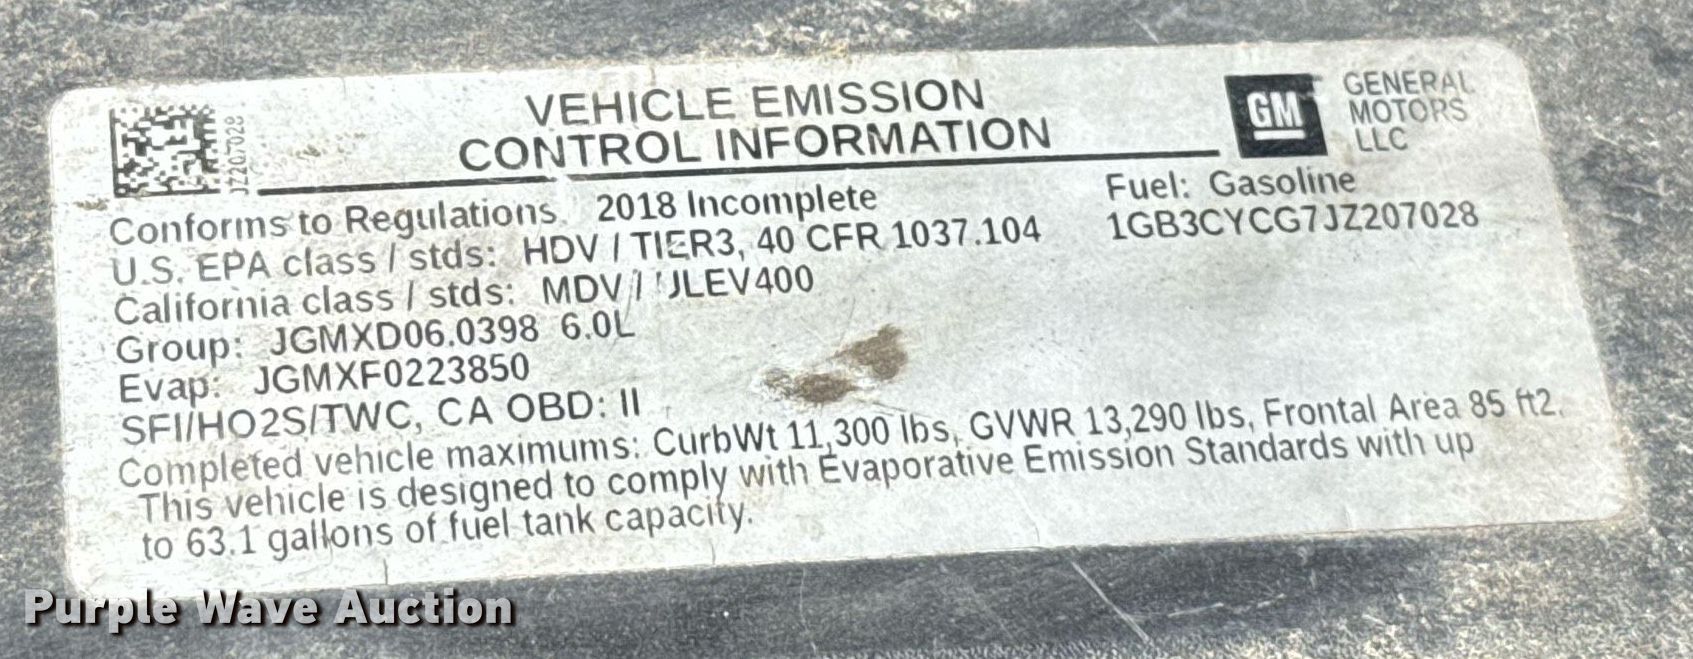 VEHICLE EMISSION
CONTROL INFORMATION
GM
GENERAL
MOTORS
LLC
JZ207028
Conforms to Regulations 2018 Incomplete
Fuel: Gasoline
U.S. EPA class / stds: HDV / TIER3, 40 CFR 1037.104
1GB3CYCG7JZ207028
California class / stds: MDV / ULEV400
Group: JGMXD06.0398 6.0L
Evap: JGMXF0223850
SFI/HO2S/TWC, CA OBD: II
Completed vehicle maximums: CurbWt 11,300 lbs, GVWR 13,290 lbs, Frontal Area 85 ft2.
This vehicle is designed to comply with Evaporative Emission Standards with up
to 63.1 gallons of fuel tank capacity.
Purple Wave Auction